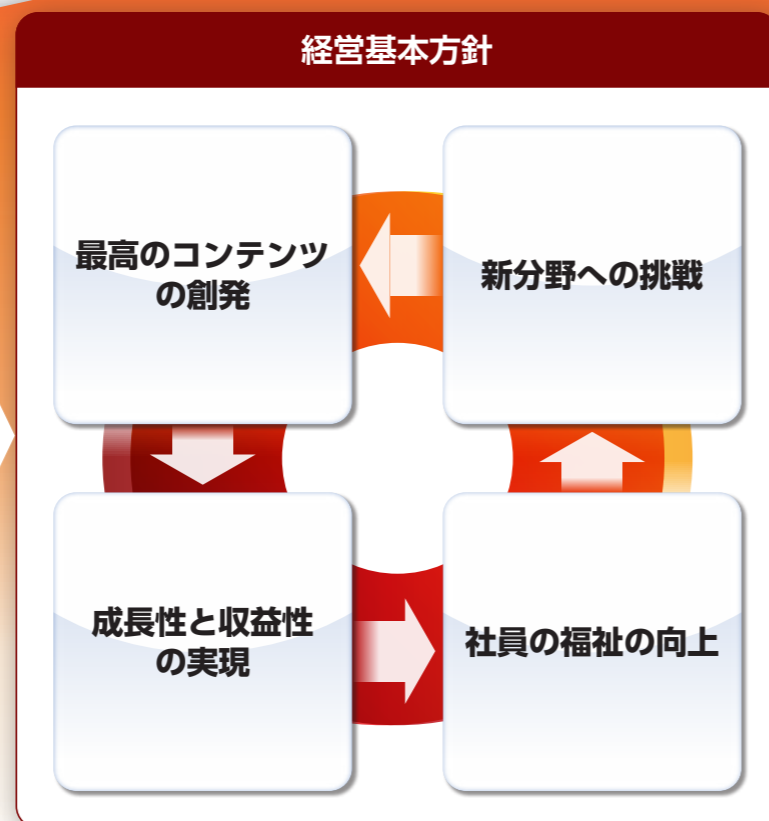 経営基本方針
最高のコンテンツ
の創発
新分野への挑戦
成長性と収益性
の実現
社員の福祉の向上